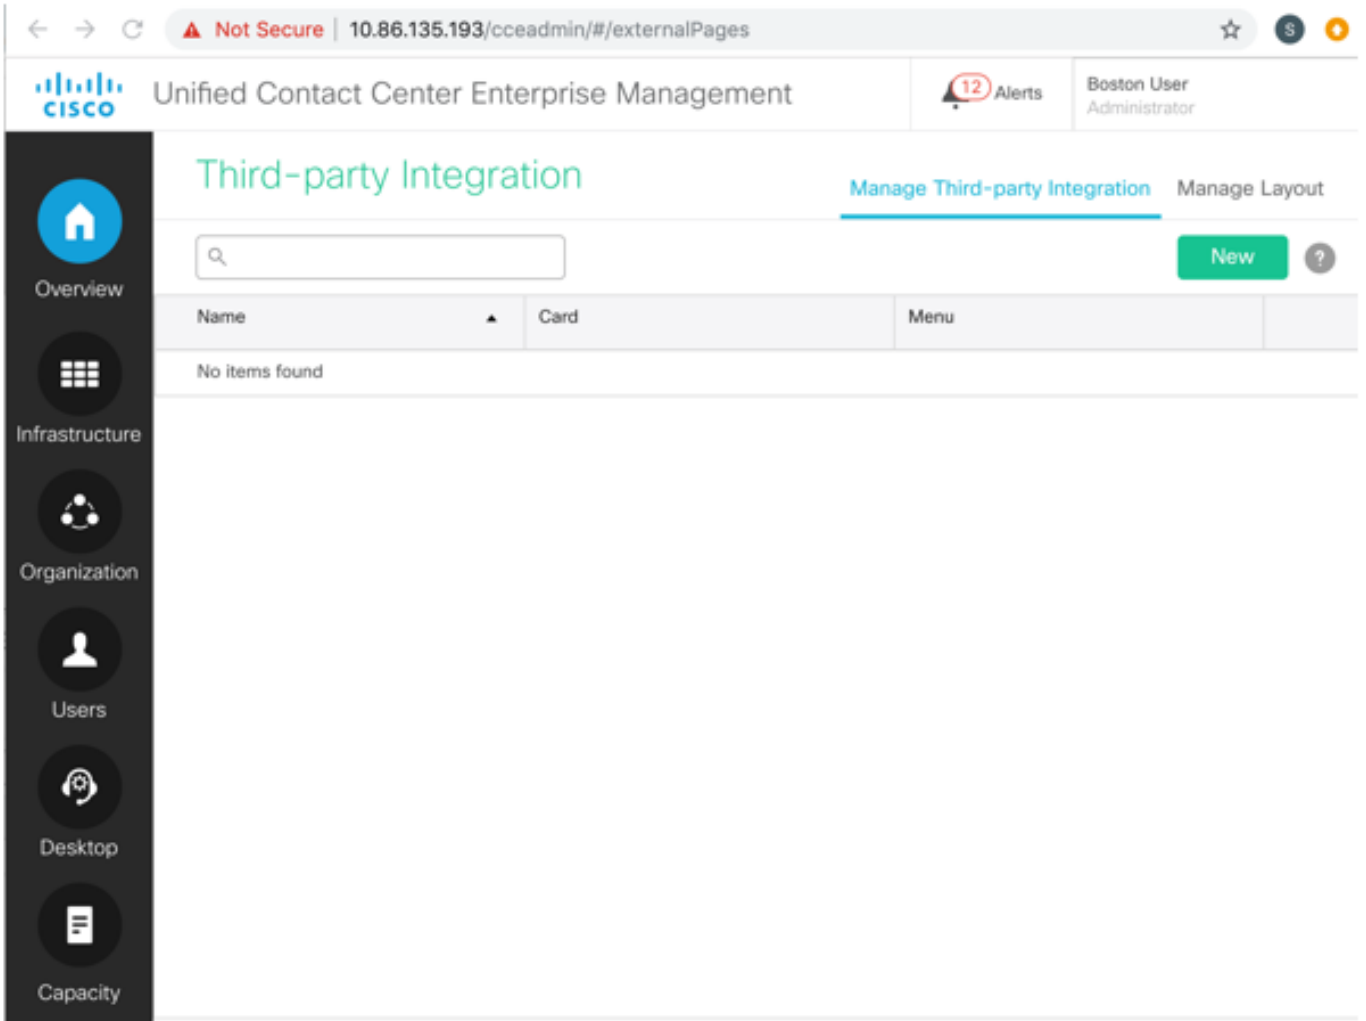 Not Secure | 10.86.135.193/cceadmin/#/externalPages
S
CISCO
Unified Contact Center Enterprise Management
12 Alerts
Boston User
Administrator
Third-party Integration
Manage Third-party Integration
Manage Layout
New
?
Name
Card
Menu
No items found
Overview
Infrastructure
Organization
Users
Desktop
Capacity